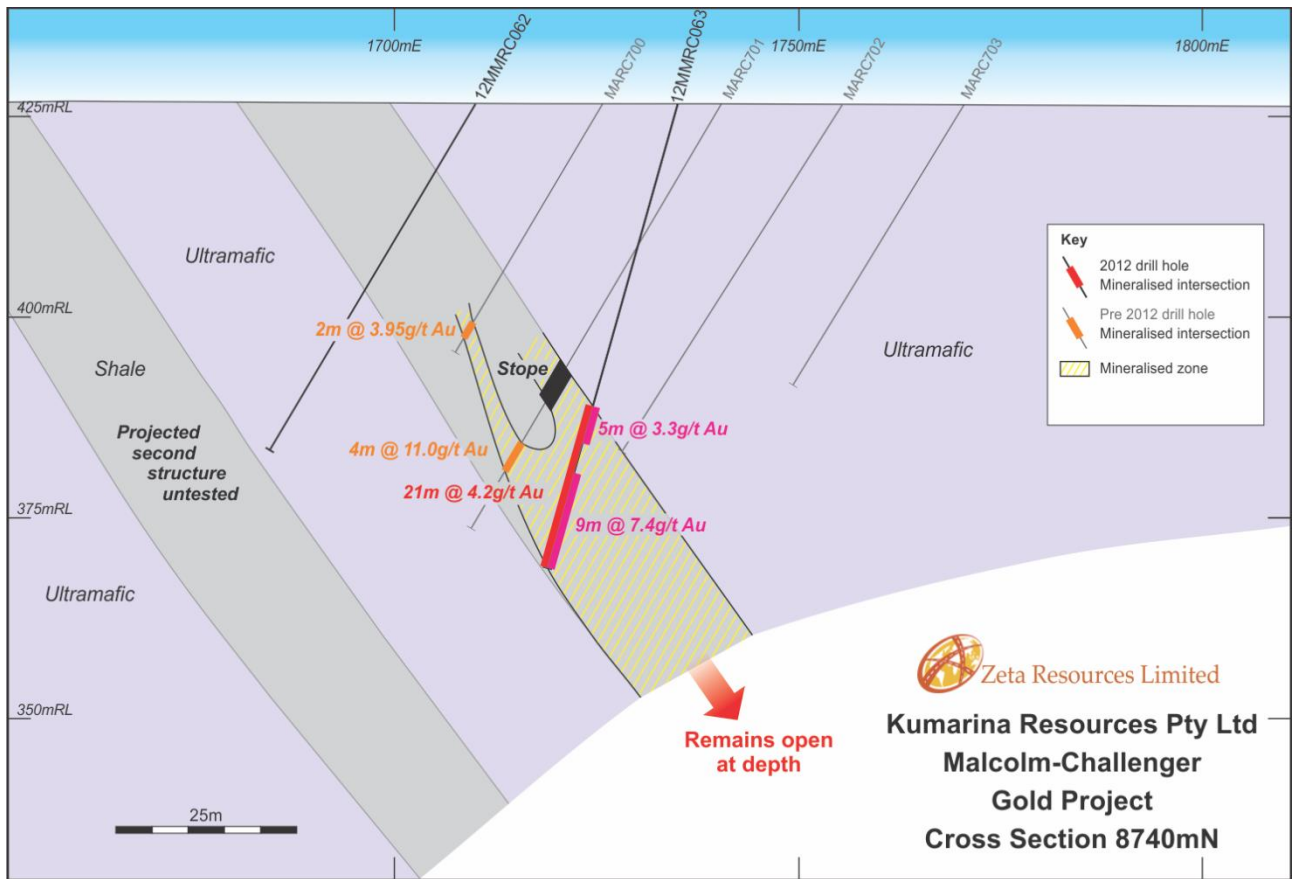 1700mE
1750mE
1800mE
12MMRC062
MARC700
12MMRC063
MARC701
MARC702
MARC703
425mRL
Ultramafic
Key
2012 drill hole
Mineralised intersection
Pre 2012 drill hole
Mineralised intersection
Mineralised zone
400mRL
2m @ 3.95g/t Au
Ultramafic
Shale
Stope
Projected
second
structure
untested
5m @ 3.3g/t Au
4m @ 11.0g/t Au
21m @ 4.2g/t Au
375mRL
9m @ 7.4g/t Au
Ultramafic
350mRL
Remains open
at depth
Zeta Resources Limited
Kumarina Resources Pty Ltd
Malcolm-Challenger
Gold Project
Cross Section 8740mN
25m